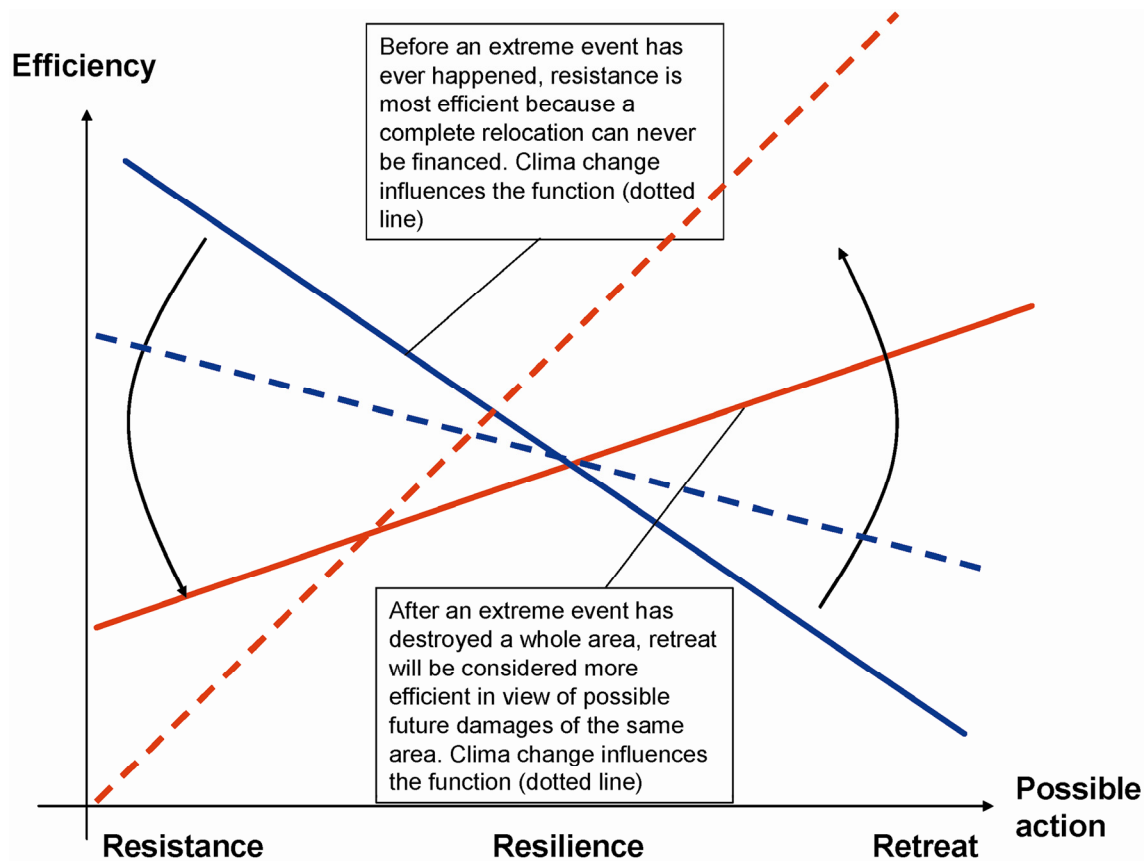 Efficiency
Before an extreme event has
ever happened, resistance is
most efficient because a
complete relocation can never
be financed. Clima change
influences the function (dotted
line)
After an extreme event has
destroyed a whole area, retreat
will be considered more
efficient in view of possible
future damages of the same
area. Clima change influences
the function (dotted line)
Possible
action
Resistance
Resilience
Retreat